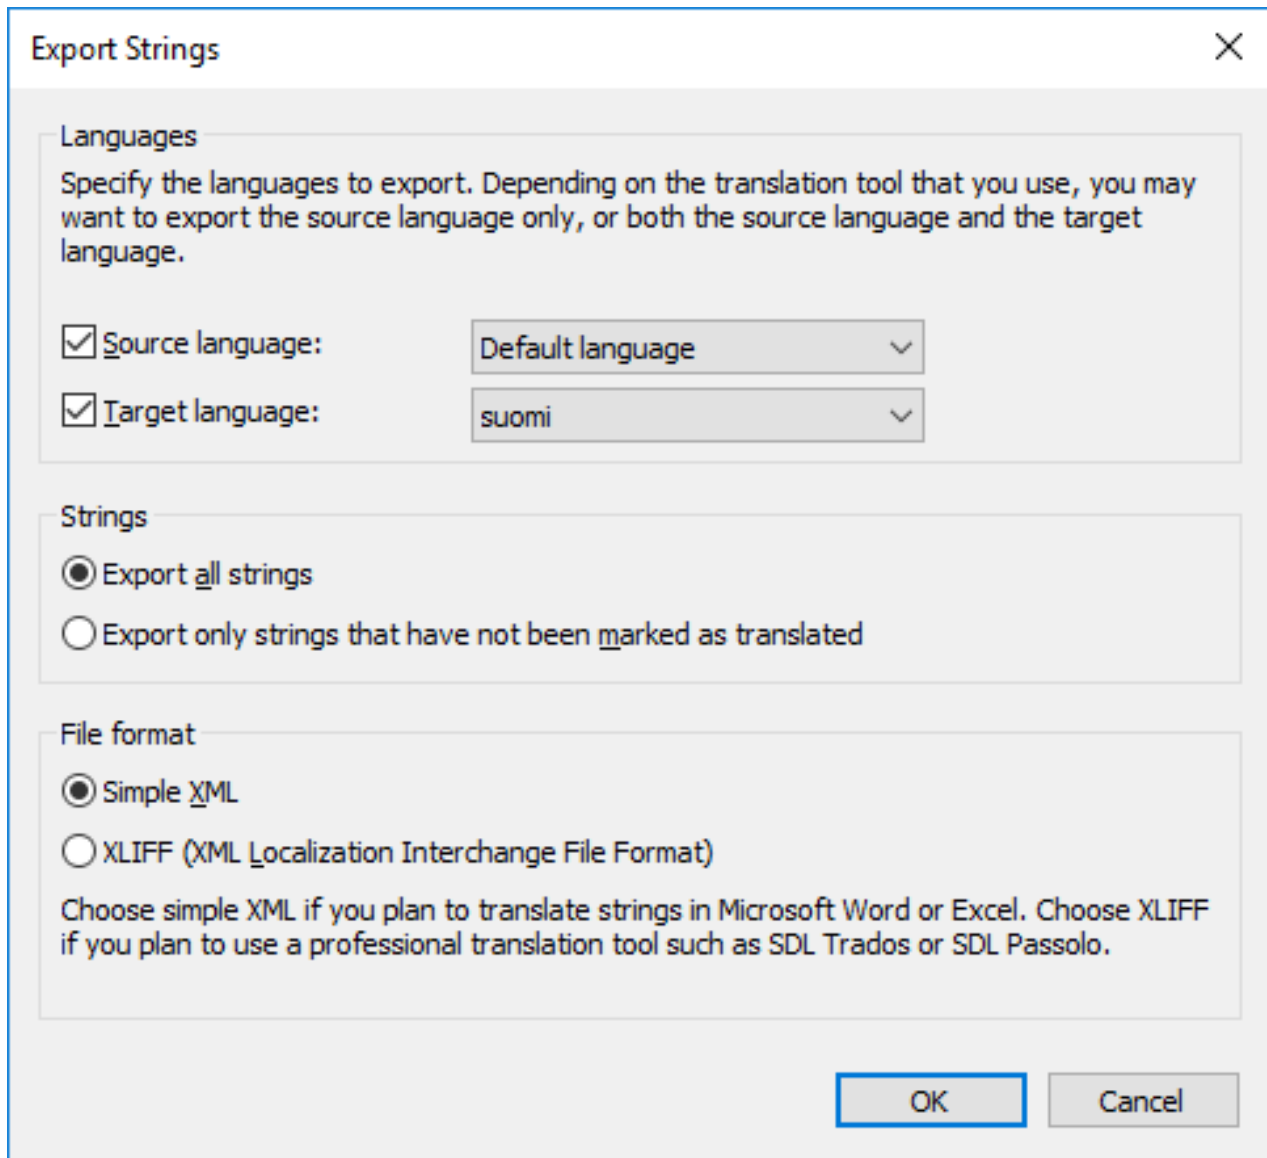 Export Strings
Languages
Specify the languages to export. Depending on the translation tool that you use, you may
want to export the source language only, or both the source language and the target
language.
Source language:
Default language
Target language:
suomi
Strings
Export all strings
Export only strings that have not been marked as translated
File format
Simple XML
XLIFF (XML Localization Interchange File Format)
Choose simple XML if you plan to translate strings in Microsoft Word or Excel. Choose XLIFF
if you plan to use a professional translation tool such as SDL Trados or SDL Passolo.
OK
Cancel